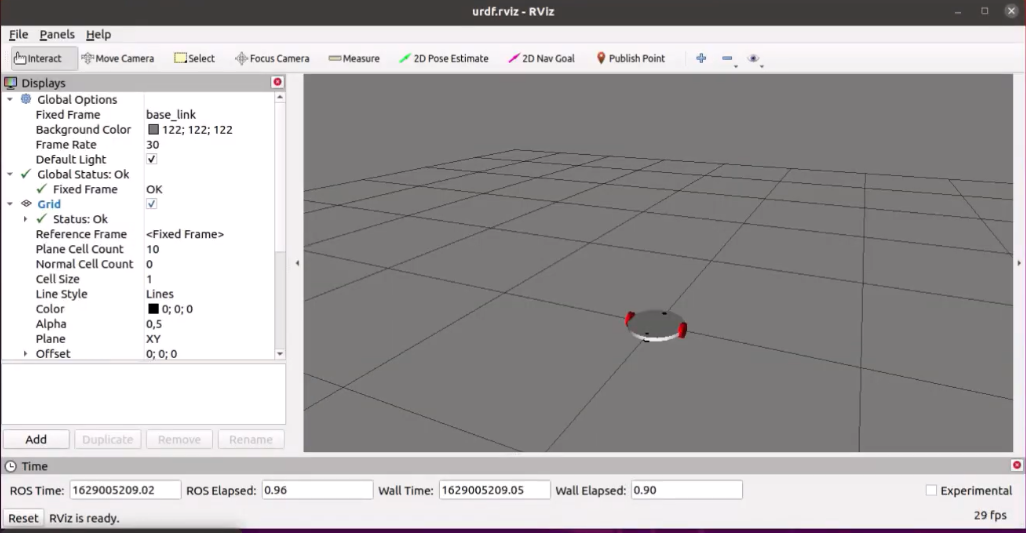 urdf.rviz - RViz
File Panels Help
Interact Move Camera Select Focus Camera Measure 2D Pose Estimate 2D Nav Goal Publish Point
Displays
Global Options
Fixed Frame base_link
Background Color 122; 122; 122
Frame Rate 30
Default Light
Global Status: Ok
Fixed Frame OK
Grid
Status: Ok
Reference Frame <Fixed Frame>
Plane Cell Count 10
Normal Cell Count 0
Cell Size 1
Line Style Lines
Color 0; 0; 0
Alpha 0,5
Plane XY
Offset 0; 0; 0
Add Duplicate Remove Rename
Time
ROS Time: 1629005209.02 ROS Elapsed: 0.96 Wall Time: 1629005209.05 Wall Elapsed: 0.90 Experimental
Reset RViz is ready. 29 fps